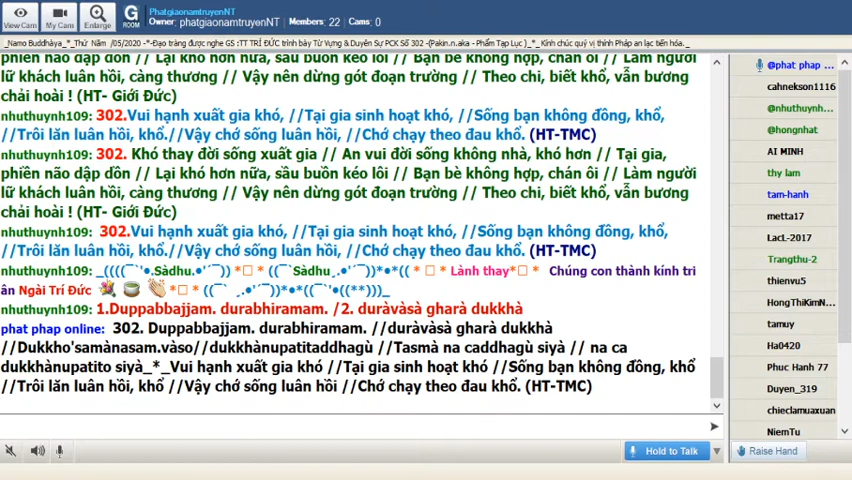 View Cam
My Cam
Enlarge
G
ROOM
PhatgiaonamtruyenNT
Owner: phatgiaonamtruyenNT Members: 22 Cams: 0
_Namo Buddhàya_*_Thứ Năm /05/2020 -*-Đạo tràng được nghe GS :TT TRÍ ĐỨC trình bày Từ Vựng &Duyên Sự PCK Số 302 -(Pakin.n.aka - Phẩm Tạp Lục )_*_ Kính chúc quý vị thính Pháp an lạc tiến hóa._
phiền não dập dồn // Lại khó hơn nữa, sầu buồn kéo lôi // Bạn bè không hợp, chán ôi // Làm người
lữ khách luân hồi, càng thương // Vậy nên dừng gót đoạn trường // Theo chi, biết khổ, vẫn bương
chải hoài ! (HT- Giới Đức)
nhuthuynh109: 302.Vui hạnh xuất gia khó, //Tại gia sinh hoạt khó, //Sống bạn không đồng, khổ,
//Trôi lăn luân hồi, khổ.//Vậy chớ sống luân hồi, //Chớ chạy theo đau khổ. (HT-TMC)
nhuthuynh109: 302. Khó thay đời sống xuất gia // An vui đời sống không nhà, khó hơn // Tại gia,
phiền não dập dồn // Lại khó hơn nữa, sầu buồn kéo lôi // Bạn bè không hợp, chán ôi // Làm người
lữ khách luân hồi, càng thương // Vậy nên dừng gót đoạn trường // Theo chi, biết khổ, vẫn bương
chải hoài ! (HT- Giới Đức)
nhuthuynh109: 302.Vui hạnh xuất gia khó, //Tại gia sinh hoạt khó, //Sống bạn không đồng, khổ,
//Trôi lăn luân hồi, khổ.//Vậy chớ sống luân hồi, //Chớ chạy theo đau khổ. (HT-TMC)
nhuthuynh109: Sàdhu Sàdhu Lành thay Chúng con thành kính tri
ân Ngài Trí Đức
nhuthuynh109: 1.Duppabbajjam. durabhiramam. /2. duràvàsà gharà dukkhà
phat phap online: 302. Duppabbajjam. durabhiramam. //duràvàsà gharà dukkhà
//Dukkho'samànasam.vàso//dukkhànupatitaddhagù //Tasmà na caddhagù siyà // na ca
dukkhànupatito siyà_*_Vui hạnh xuất gia khó //Tại gia sinh hoạt khó //Sống bạn không đồng, khổ
//Trôi lăn luân hồi, khổ //Vậy chớ sống luân hồi //Chớ chạy theo đau khổ. (HT-TMC)
Hold to Talk
@phat phap ...
cahnekson1116
@nhuthuynh...
@hongnhat
AI MINH
thy lam
tam-hanh
metta17
LacL-2017
Trangthu-2
thienvu5
HongThiKimN...
tamuy
Ha0420
Phuc Hanh 77
Duyen_319
chieclamuaxuan
NiemTu
Raise Hand